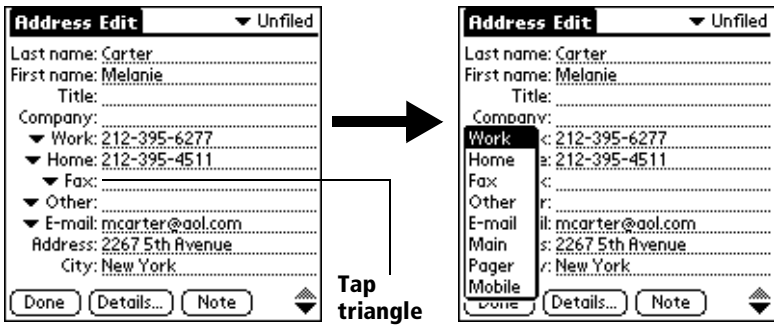 Address Edit ▼ Unfiled
Last name: Carter
First name: Melanie
Title:
Company:
▼ Work: 212-395-6277
▼ Home: 212-395-4511
▼ Fax:
▼ Other:
▼ E-mail: mcarter@aol.com
Address: 2267 5th Avenue
City: New York
Done Details... Note
Tap
triangle
Address Edit ▼ Unfiled
Last name: Carter
First name: Melanie
Title:
Company:
Work k: 212-395-6277
Home e: 212-395-4511
Fax x:
Other r:
E-mail il: mcarter@aol.com
Main s: 2267 5th Avenue
Pager y: New York
Mobile
Done Details... Note